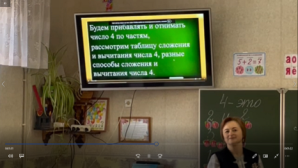 Будем прибавлять и отнимать
число 4 по частям,
рассмотрим таблицу сложения
и вычитания числа 4, разные
способы сложения и
вычитания числа 4.
4 - это